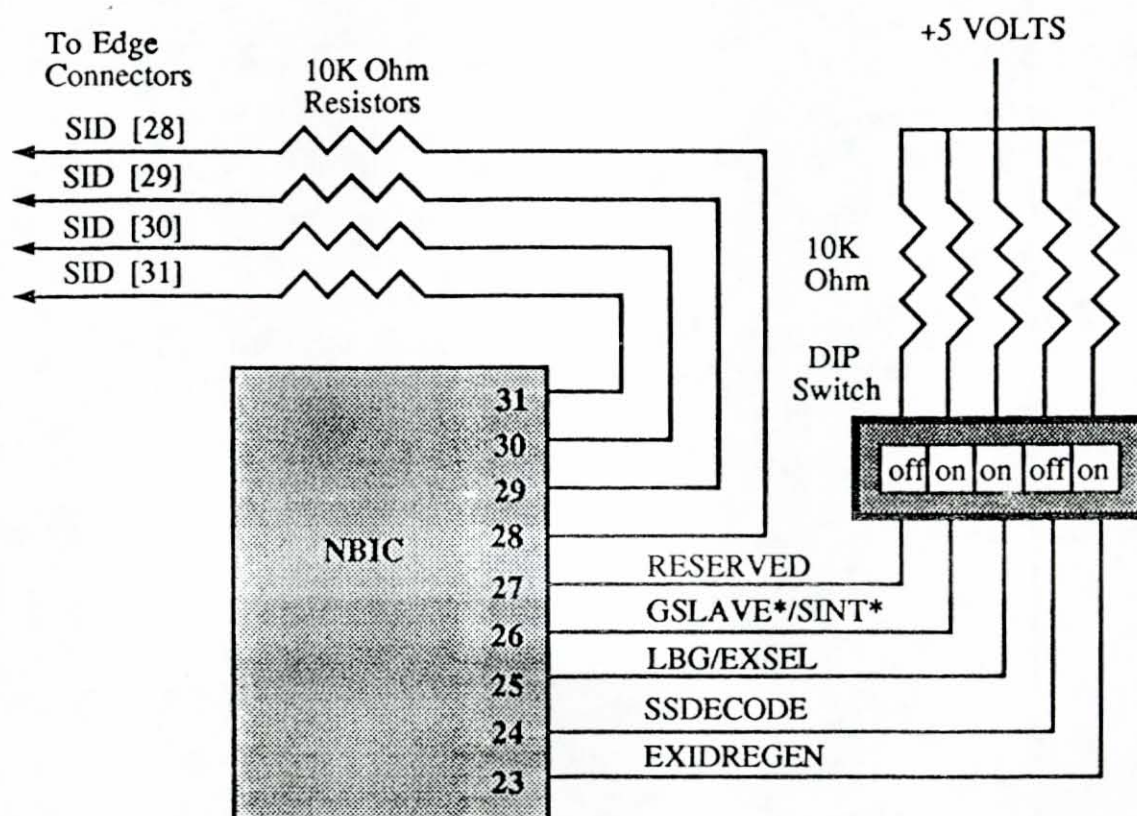 To Edge
Connectors
10K Ohm
Resistors
+5 VOLTS
SID [28]
SID [29]
SID [30]
SID [31]
10K
Ohm
DIP
Switch
off on on off on
NBIC
31
30
29
28
27
26
25
24
23
RESERVED
GSLAVE*/SINT*
LBG/EXSEL
SSDECODE
EXIDREGEN